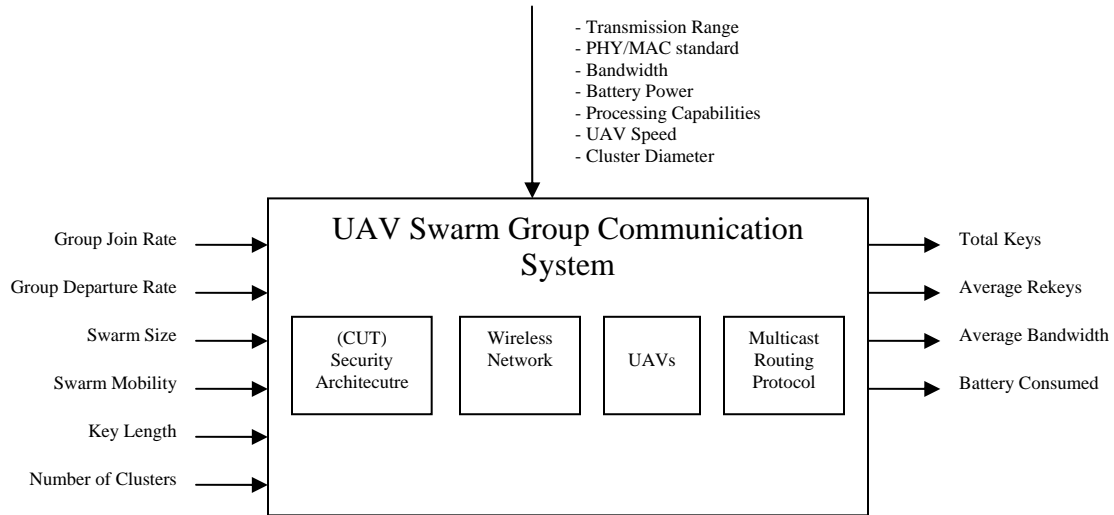 - Transmission Range
- PHY/MAC standard
- Bandwidth
- Battery Power
- Processing Capabilities
- UAV Speed
- Cluster Diameter
UAV Swarm Group Communication
System
Group Join Rate
Group Departure Rate
Swarm Size
Swarm Mobility
Key Length
Number of Clusters
(CUT)
Security
Architecutre
Wireless
Network
UAVs
Multicast
Routing
Protocol
Total Keys
Average Rekeys
Average Bandwidth
Battery Consumed